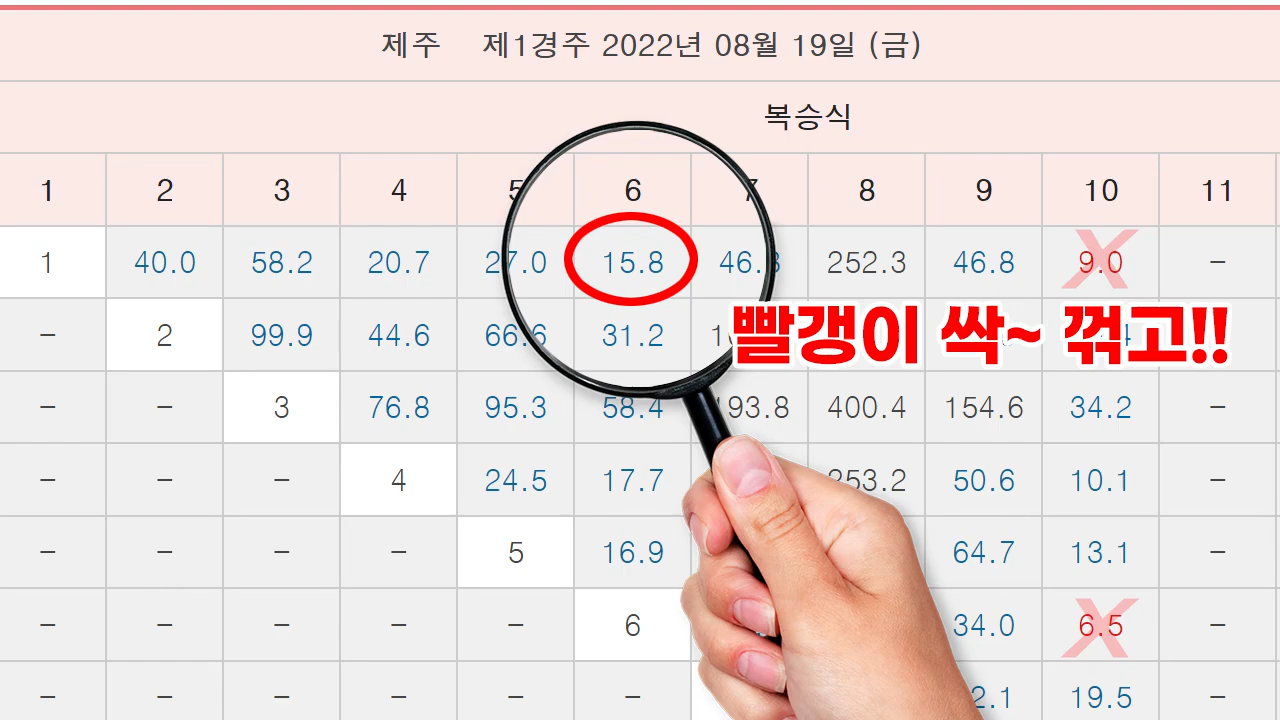 제주 제1경주 2022년 08월 19일 (금)
복승식
1 2 3 4 5 6 7 8 9 10 11
1 40.0 58.2 20.7 27.0 15.8 46.3 252.3 46.8 9.0 -
- 2 99.9 44.6 66.6 31.2
빨갱이 싹~ 꺾고!!
- - 3 76.8 95.3 58.4 193.8 400.4 154.6 34.2 -
- - - 4 24.5 17.7 253.2 50.6 10.1 -
- - - - 5 16.9 64.7 13.1 -
- - - - - 6 34.0 6.5 -
- - - - - - 19.5 -